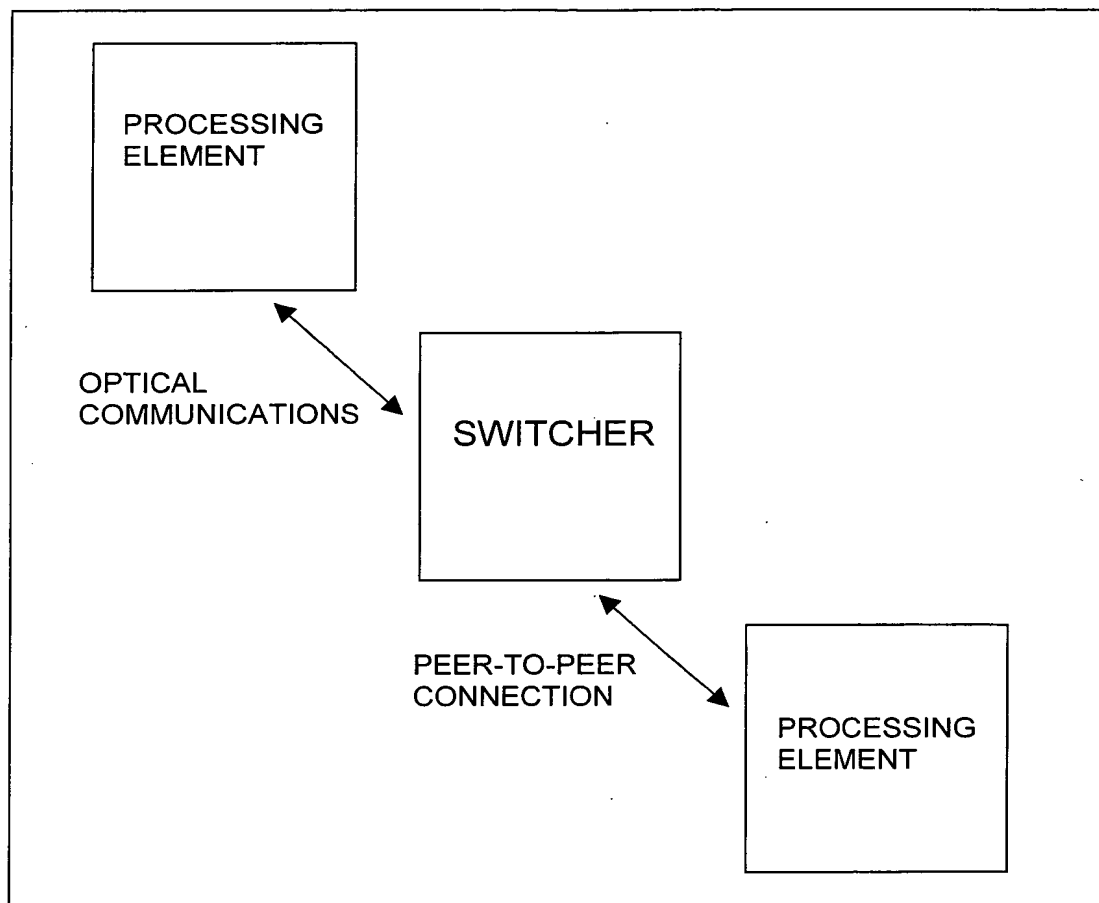 PROCESSING
ELEMENT
OPTICAL
COMMUNICATIONS
SWITCHER
PEER-TO-PEER
CONNECTION
PROCESSING
ELEMENT